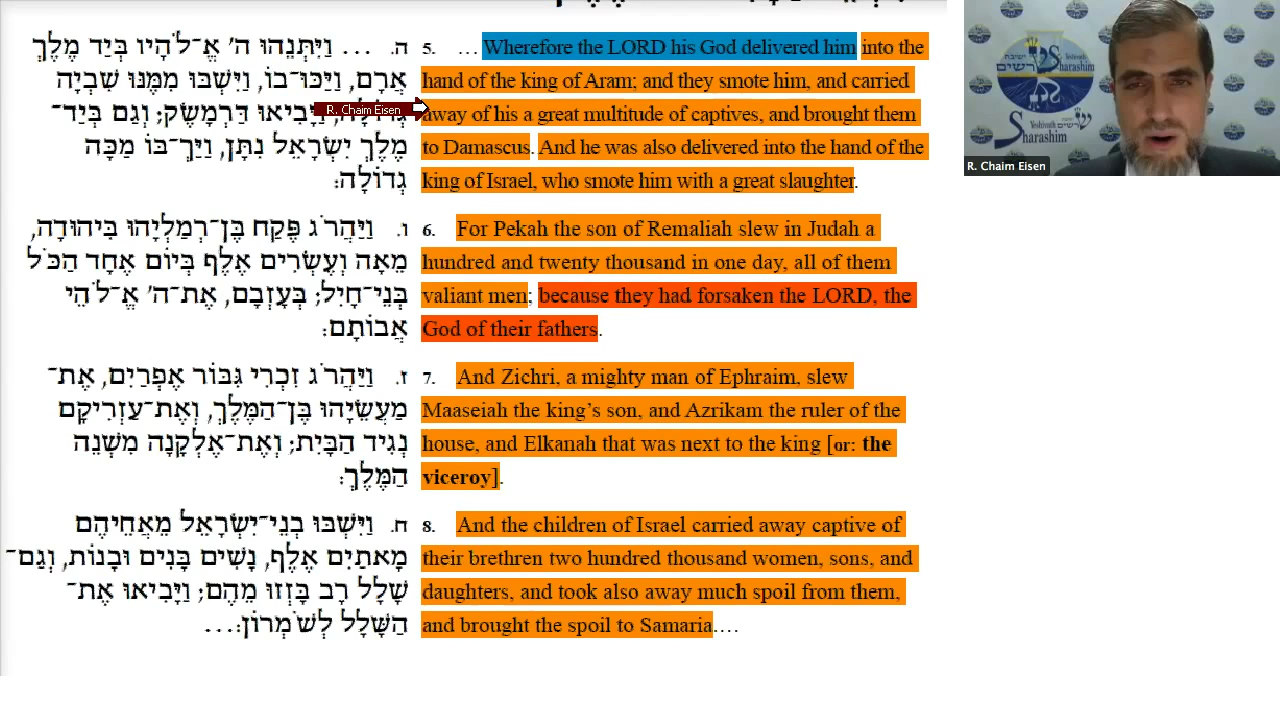 ה. ... וַיִּתְּנֵהוּ ה' אֱ־לֹהָיו בְּיַד מֶלֶךְ
אֲרָם, וַיַּכּוּ־בוֹ, וַיִּשְׁבּוּ מִמֶּנּוּ שִׁבְיָה
וַיָּבִיאוּ דַּרְמָשֶׂק; וְגַם בְּיַד־
מֶלֶךְ יִשְׂרָאֵל נִתָּן, וַיַּךְ־בּוֹ מַכָּה
גְדוֹלָה:
5. ... Wherefore the LORD his God delivered him into the
hand of the king of Aram; and they smote him, and carried
away of his a great multitude of captives, and brought them
to Damascus. And he was also delivered into the hand of the
king of Israel, who smote him with a great slaughter.
ו. וַיַּהֲרֹג פֶּקַח בֶּן־רְמַלְיָהוּ בִּיהוּדָה,
מֵאָה וְעֶשְׂרִים אֶלֶף בְּיוֹם אֶחָד הַכֹּל
בְּנֵי־חָיִל; בְּעָזְבָם, אֶת־ה' אֱ־לֹהֵי
אֲבוֹתָם:
6. For Pekah the son of Remaliah slew in Judah a
hundred and twenty thousand in one day, all of them
valiant men; because they had forsaken the LORD, the
God of their fathers.
ז. וַיַּהֲרֹג זִכְרִי גִּבּוֹר אֶפְרַיִם, אֶת־
מַעֲשֵׂיָהוּ בֶּן־הַמֶּלֶךְ, וְאֶת־עַזְרִיקָם
נְגִיד הַבָּיִת; וְאֶת־אֶלְקָנָה מִשְׁנֵה
הַמֶּלֶךְ:
7. And Zichri, a mighty man of Ephraim, slew
Maaseiah the king’s son, and Azrikam the ruler of the
house, and Elkanah that was next to the king [or: the
viceroy].
ח. וַיִּשְׁבּוּ בְנֵי־יִשְׂרָאֵל מֵאֲחֵיהֶם
מָאתַיִם אֶלֶף, נָשִׁים בָּנִים וּבָנוֹת, וְגַם־
שָׁלָל רָב בָּזְזוּ מֵהֶם; וַיָּבִיאוּ אֶת־
הַשָּׁלָל לְשֹׁמְרוֹן:...
8. And the children of Israel carried away captive of
their brethren two hundred thousand women, sons, and
daughters, and took also away much spoil from them,
and brought the spoil to Samaria....
R. Chaim Eisen
R. Chaim Eisen
Yeshivath
Sharashim